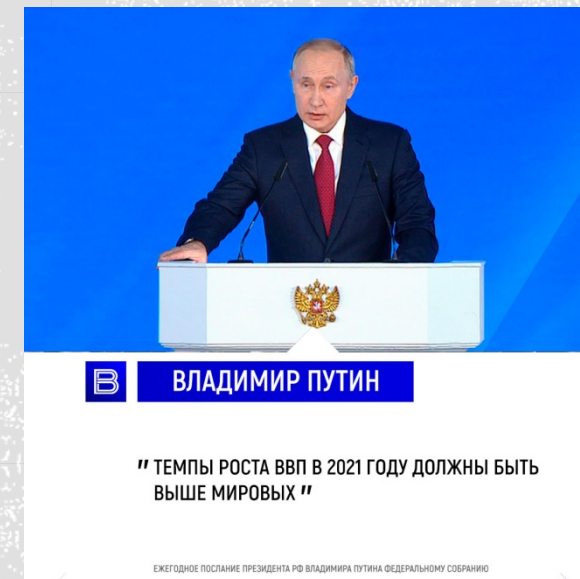 В
ВЛАДИМИР ПУТИН
" ТЕМПЫ РОСТА ВВП В 2021 ГОДУ ДОЛЖНЫ БЫТЬ
ВЫШЕ МИРОВЫХ "
ЕЖЕГОДНОЕ ПОСЛАНИЕ ПРЕЗИДЕНТА РФ ВЛАДИМИРА ПУТИНА ФЕДЕРАЛЬНОМУ СОБРАНИЮ